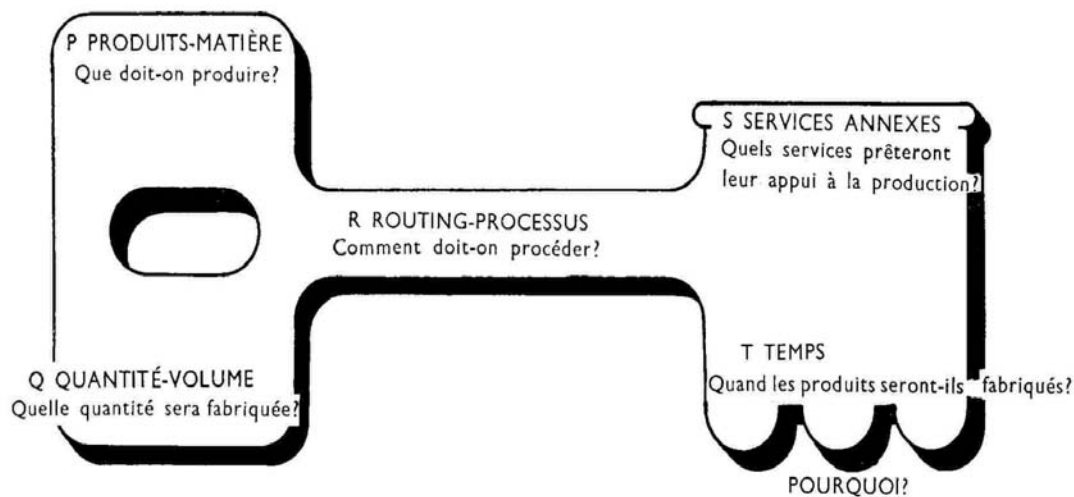 P PRODUITS-MATIÈRE
Que doit-on produire?
S SERVICES ANNEXES
Quels services prêteront
leur appui à la production?
R ROUTING-PROCESSUS
Comment doit-on procéder?
T TEMPS
Quand les produits seront-ils fabriqués?
Q QUANTITÉ-VOLUME
Quelle quantité sera fabriquée?
POURQUOI?